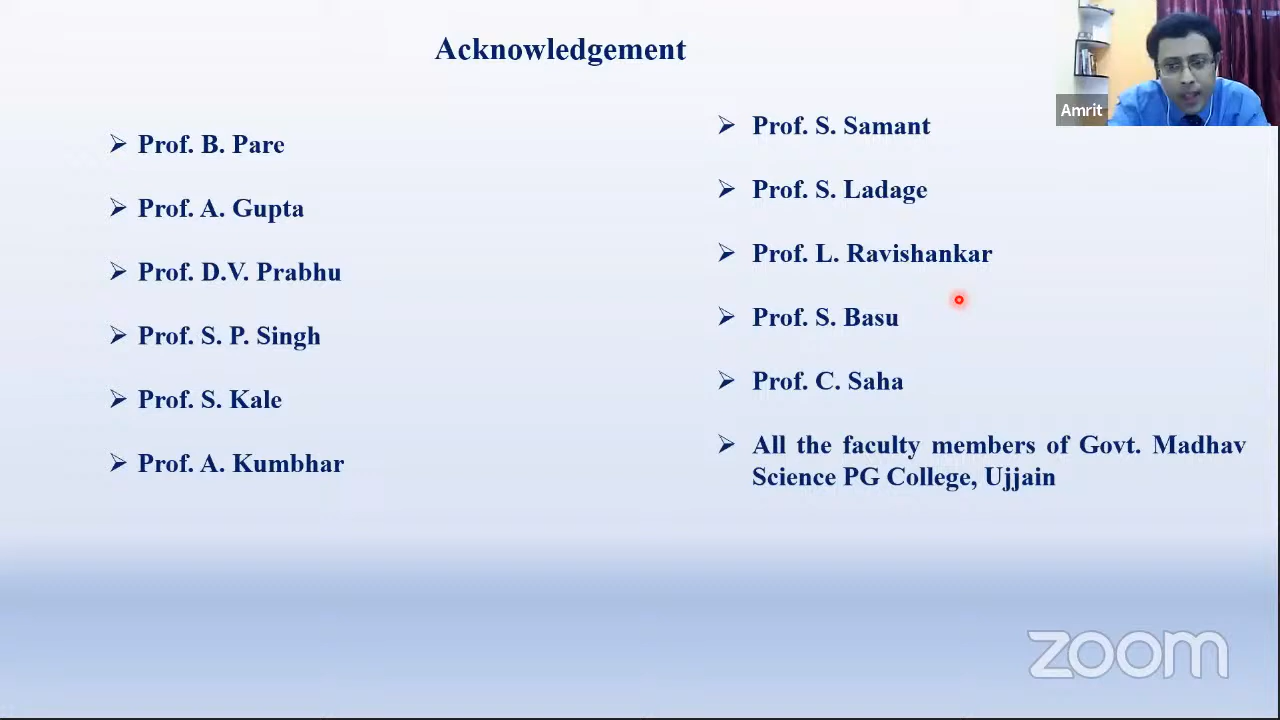 Acknowledgement
Prof. B. Pare
Prof. A. Gupta
Prof. D.V. Prabhu
Prof. S. P. Singh
Prof. S. Kale
Prof. A. Kumbhar
Prof. S. Samant
Prof. S. Ladage
Prof. L. Ravishankar
Prof. S. Basu
Prof. C. Saha
All the faculty members of Govt. Madhav
Science PG College, Ujjain
Amrit
zoom